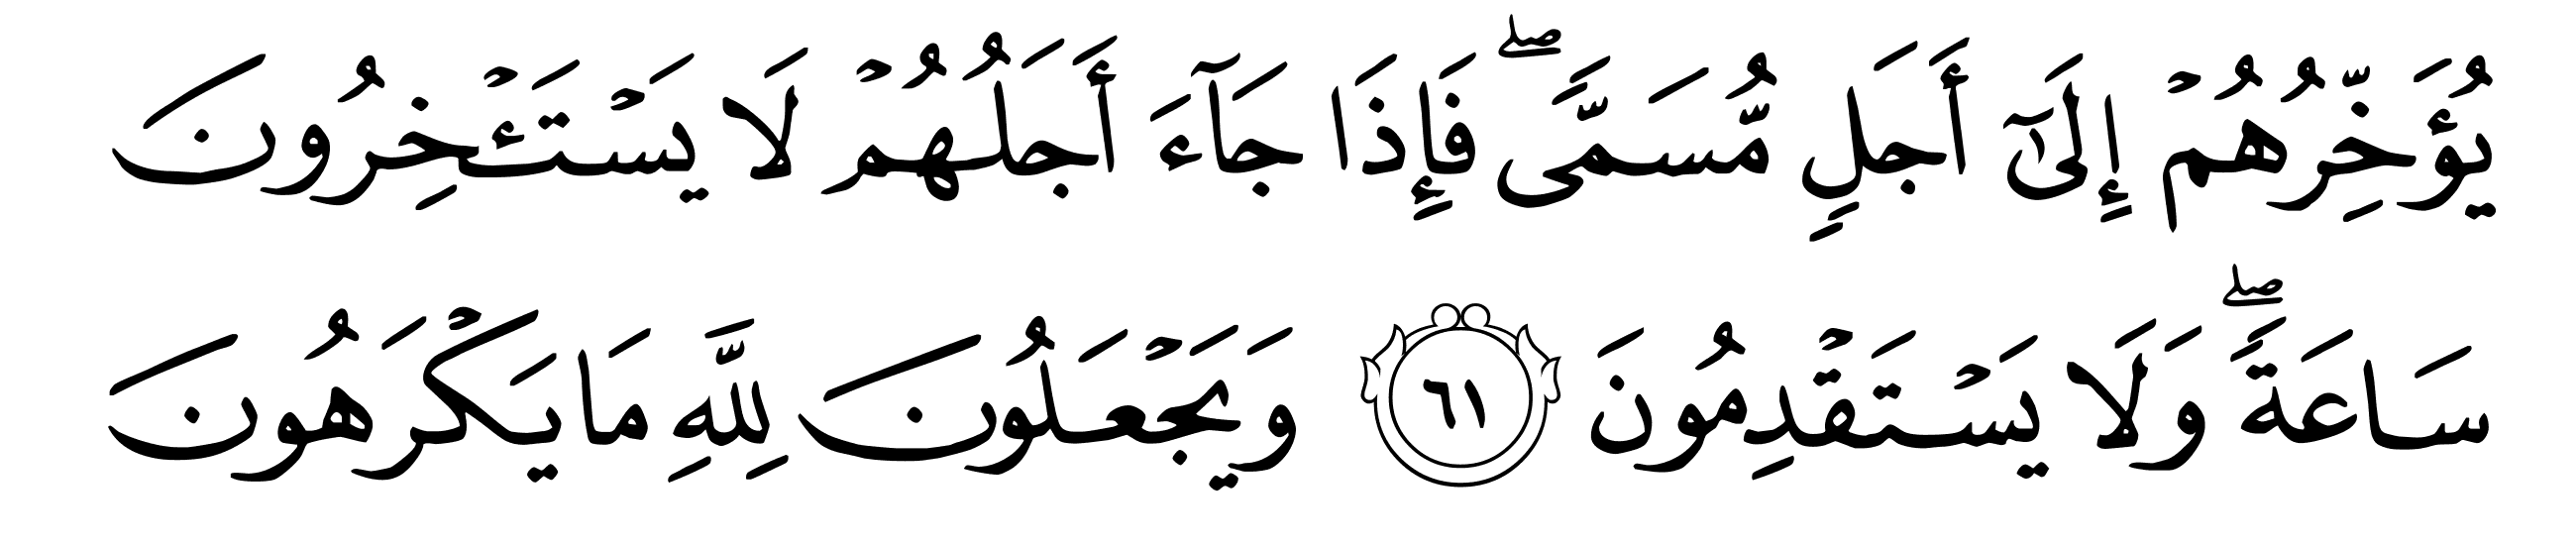 يُؤَخِّرُهُمۡ إِلَىٰٓ أَجَلٖ مُّسَمّٗىۖ فَإِذَا جَآءَ أَجَلُهُمۡ لَا يَسۡتَـٔۡخِرُونَ
سَاعَةٗۖ وَلَا يَسۡتَقۡدِمُونَ ٦١ وَيَجۡعَلُونَ لِلَّهِ مَا يَكۡرَهُونَ